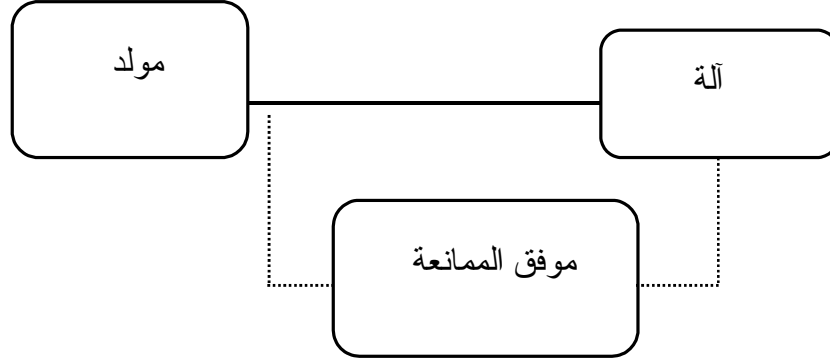 مولد
آلة
موفق الممانعة